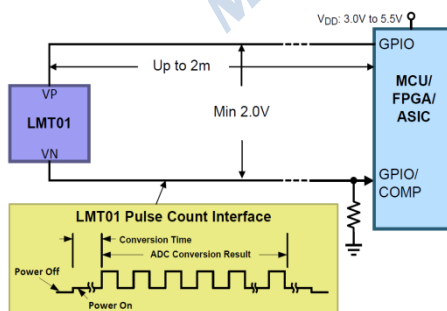 VDD: 3.0V to 5.5V
GPIO
Up to 2m
MCU/
FPGA/
ASIC
VP
LMT01
VN
Min 2.0V
GPIO/
COMP
LMT01 Pulse Count Interface
Conversion Time
ADC Conversion Result
Power Off
Power On